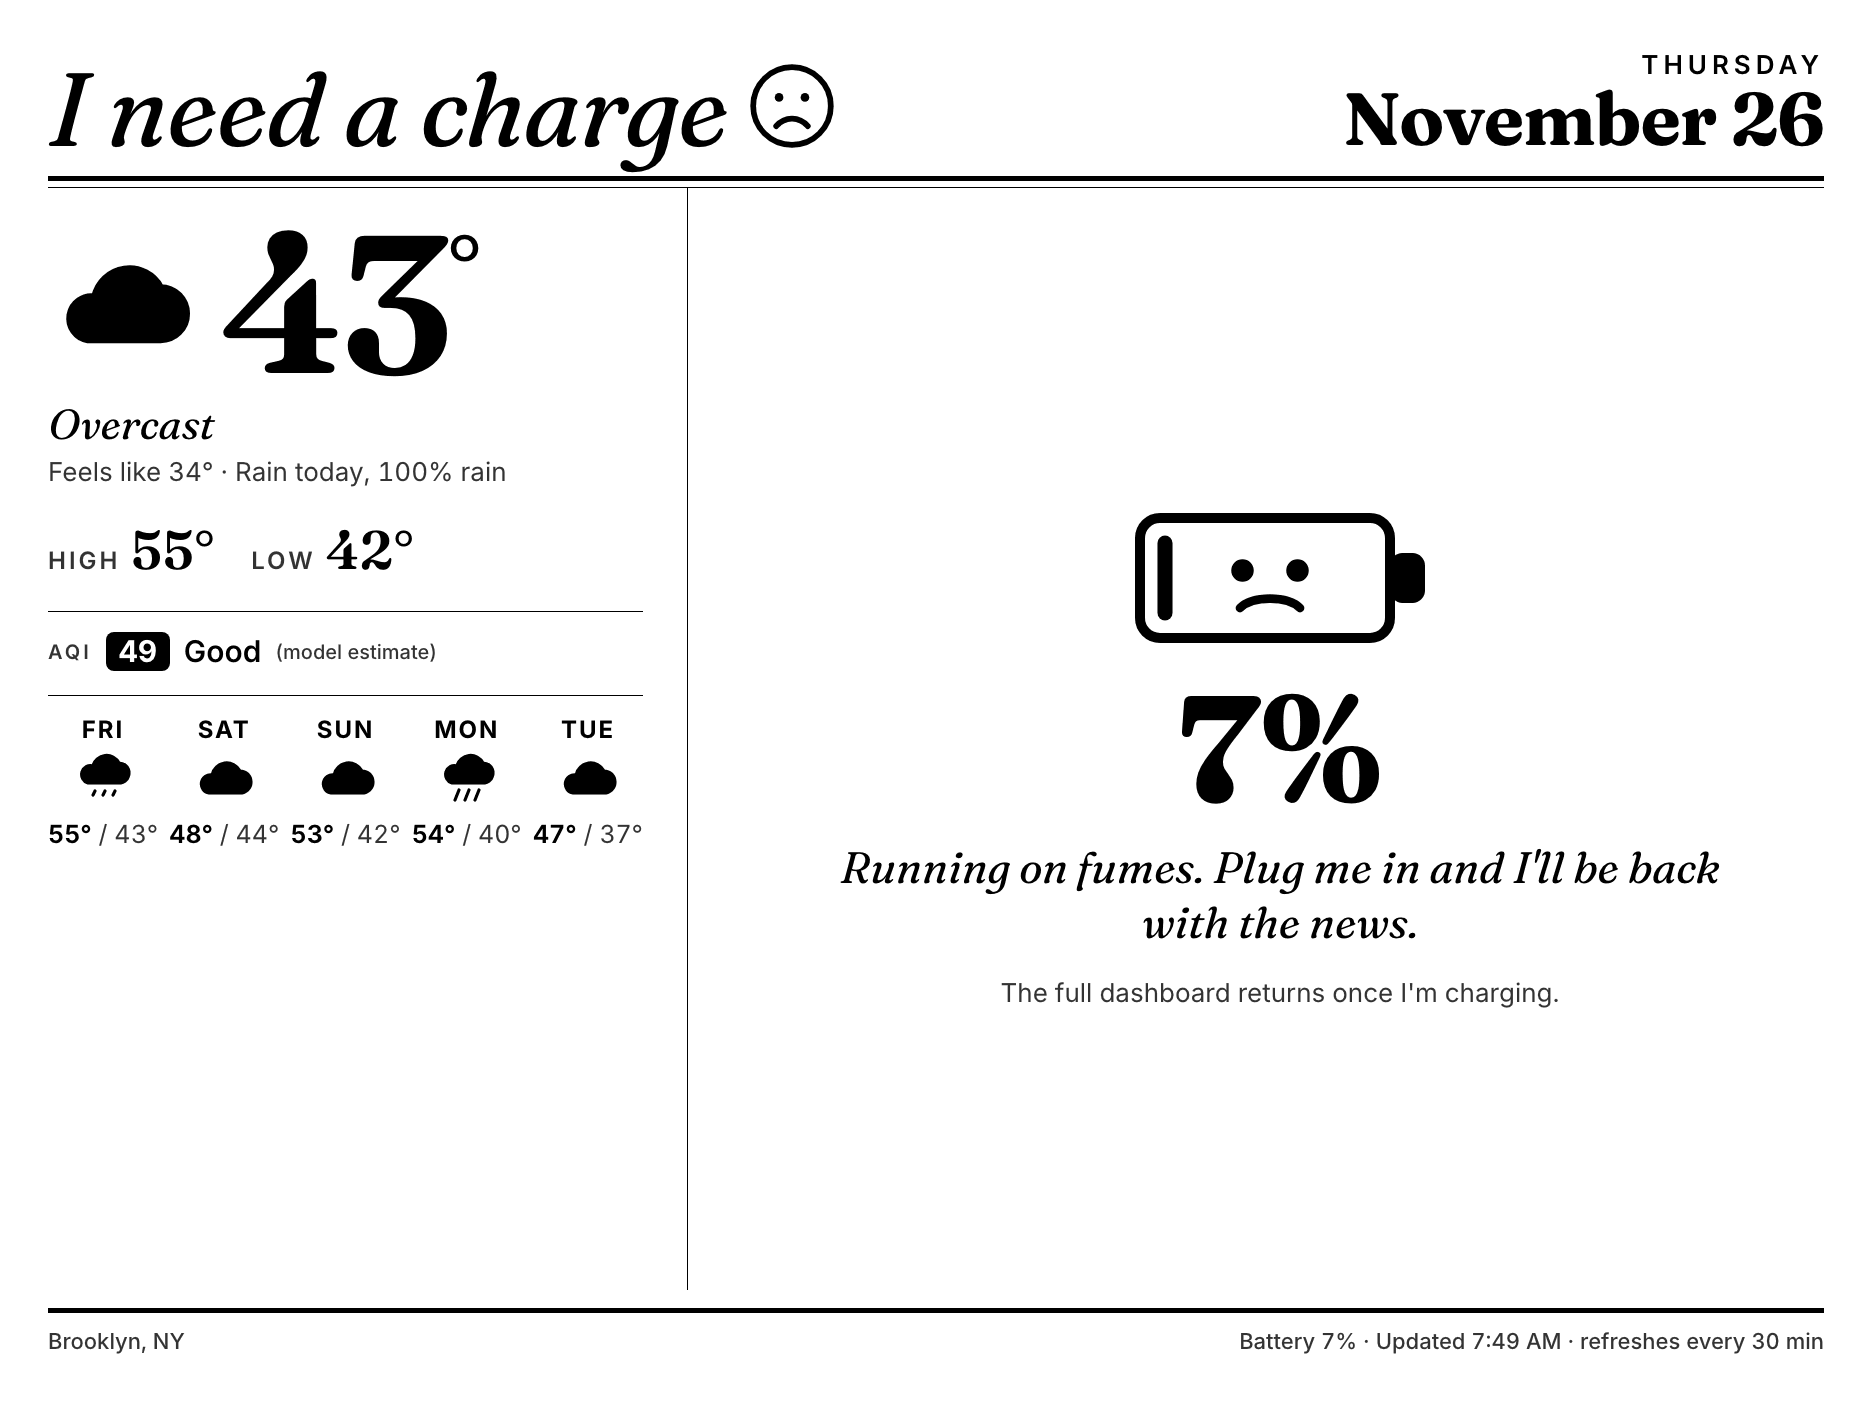 I need a charge
THURSDAY
November 26
43°
Overcast
Feels like 34° · Rain today, 100% rain
HIGH 55° LOW 42°
AQI 49 Good (model estimate)
FRI SAT SUN MON TUE
55° / 43° 48° / 44° 53° / 42° 54° / 40° 47° / 37°
7%
Running on fumes. Plug me in and I'll be back
with the news.
The full dashboard returns once I'm charging.
Brooklyn, NY
Battery 7% · Updated 7:49 AM · refreshes every 30 min